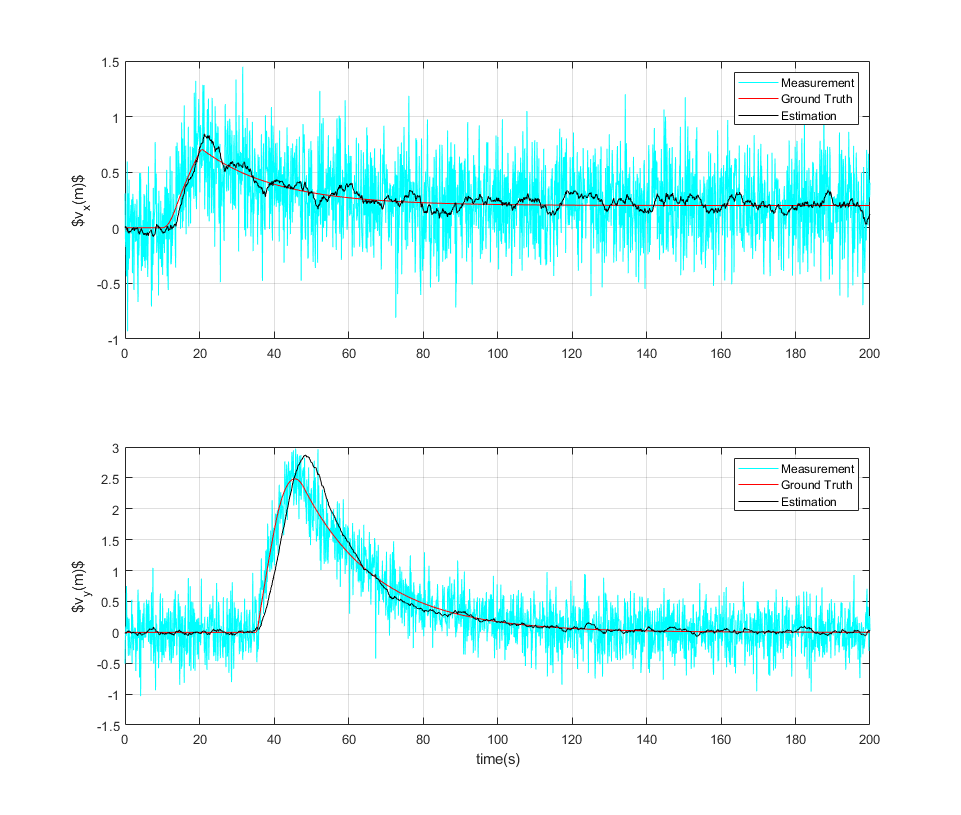 1.5
1
0.5
0
-0.5
-1
$v_x(m)$
0 20 40 60 80 100 120 140 160 180 200
Measurement
Ground Truth
Estimation
3
2.5
2
1.5
1
0.5
0
-0.5
-1
-1.5
$v_y(m)$
0 20 40 60 80 100 120 140 160 180 200
time(s)
Measurement
Ground Truth
Estimation